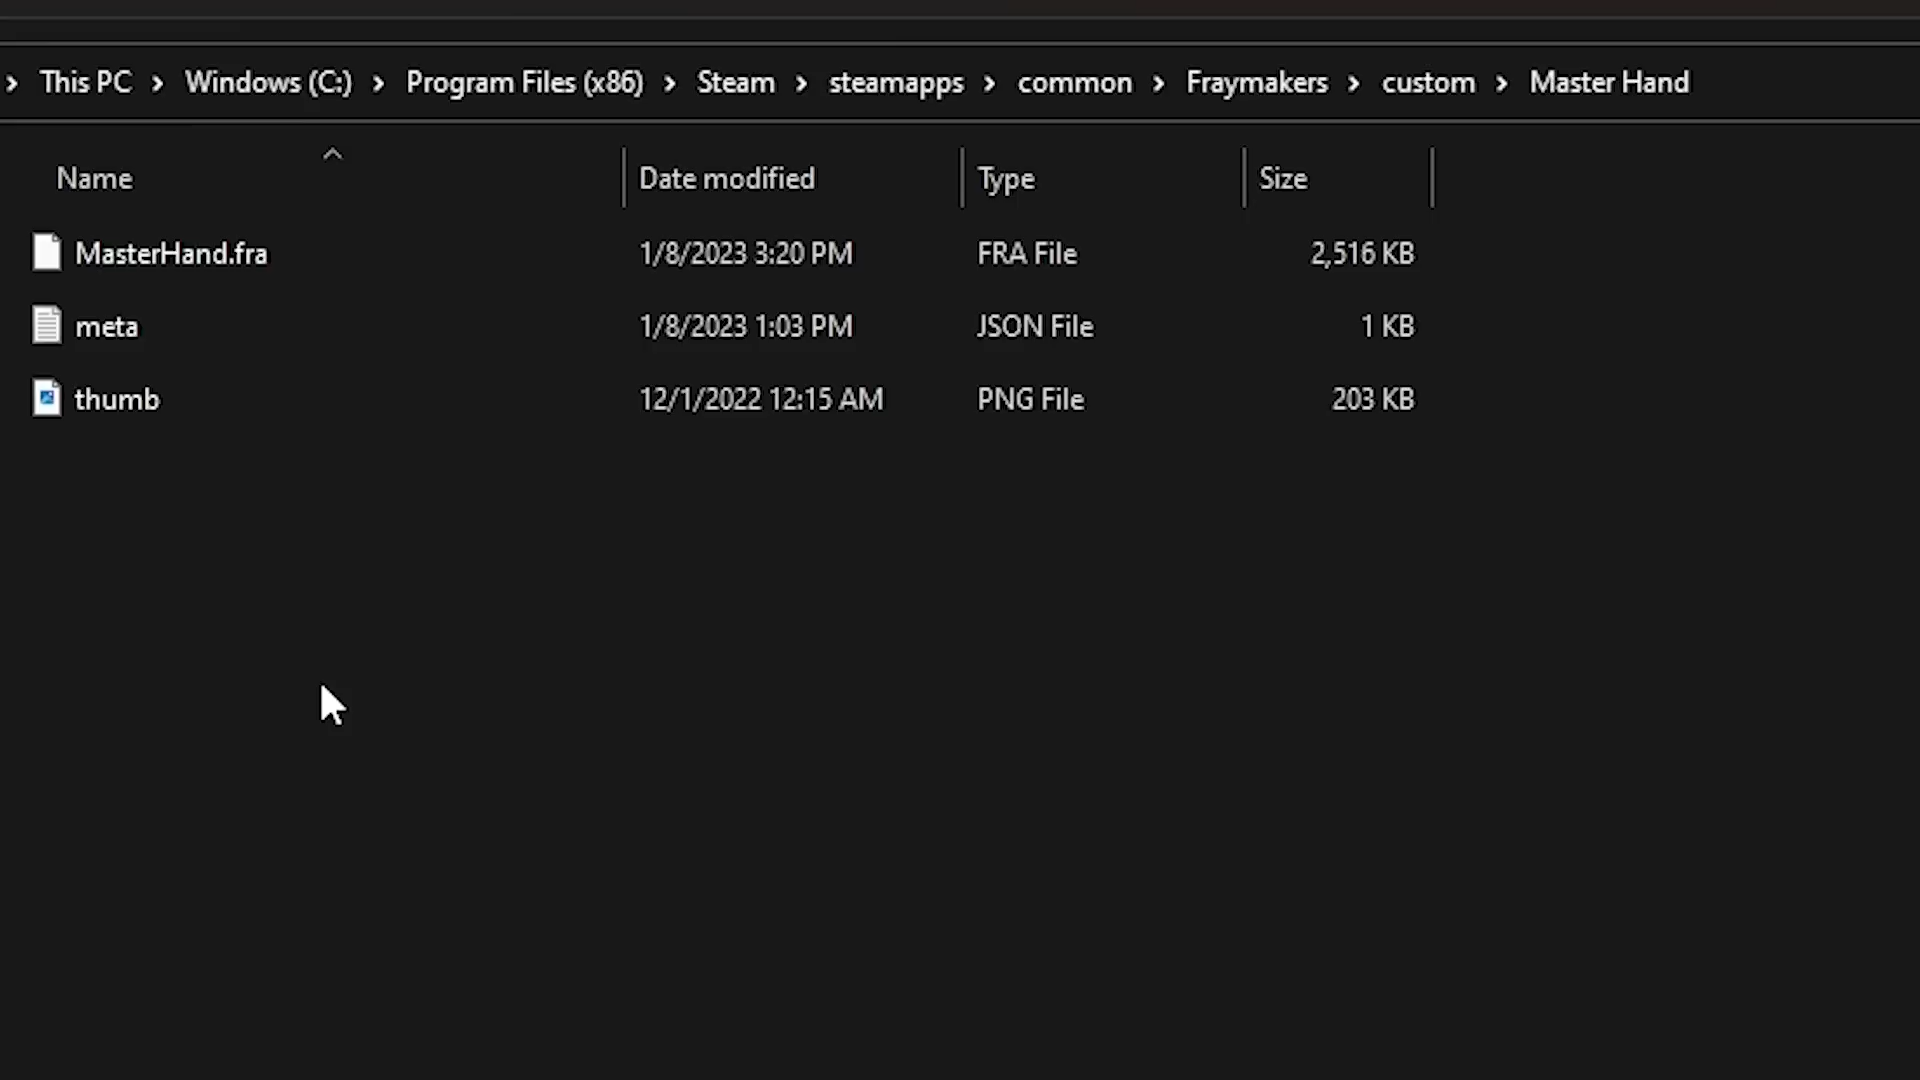 This PC > Windows (C:) > Program Files (x86) > Steam > steamapps > common > Fraymakers > custom > Master Hand
Name Date modified Type Size
MasterHand.fra 1/8/2023 3:20 PM FRA File 2,516 KB
meta 1/8/2023 1:03 PM JSON File 1 KB
thumb 12/1/2022 12:15 AM PNG File 203 KB